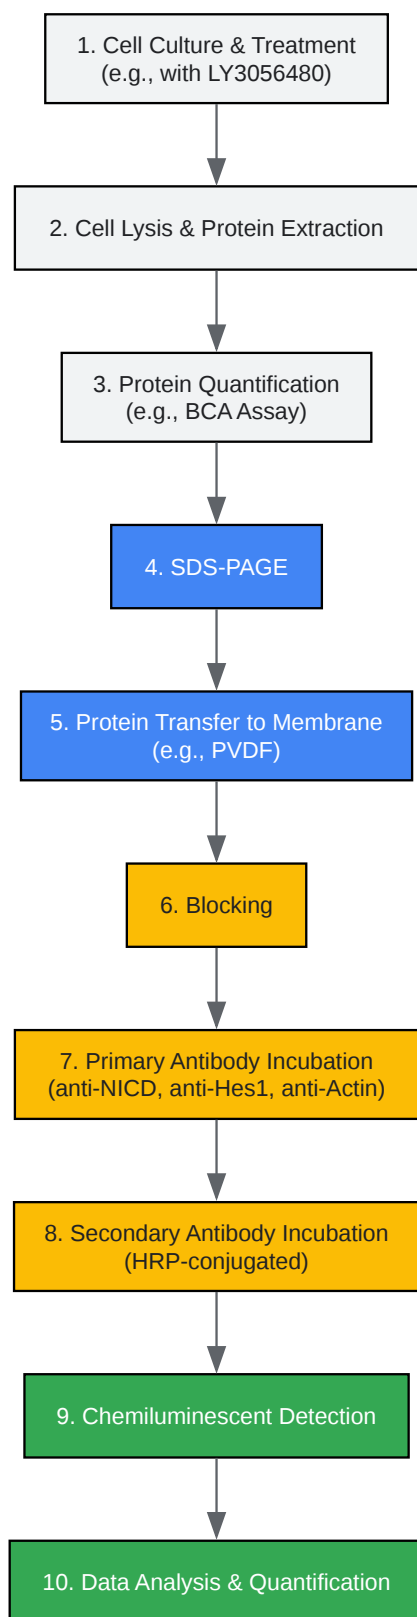 1. Cell Culture & Treatment
(e.g., with LY3056480)
2. Cell Lysis & Protein Extraction
3. Protein Quantification
(e.g., BCA Assay)
4. SDS-PAGE
5. Protein Transfer to Membrane
(e.g., PVDF)
6. Blocking
7. Primary Antibody Incubation
(anti-NICD, anti-Hes1, anti-Actin)
8. Secondary Antibody Incubation
(HRP-conjugated)
9. Chemiluminescent Detection
10. Data Analysis & Quantification